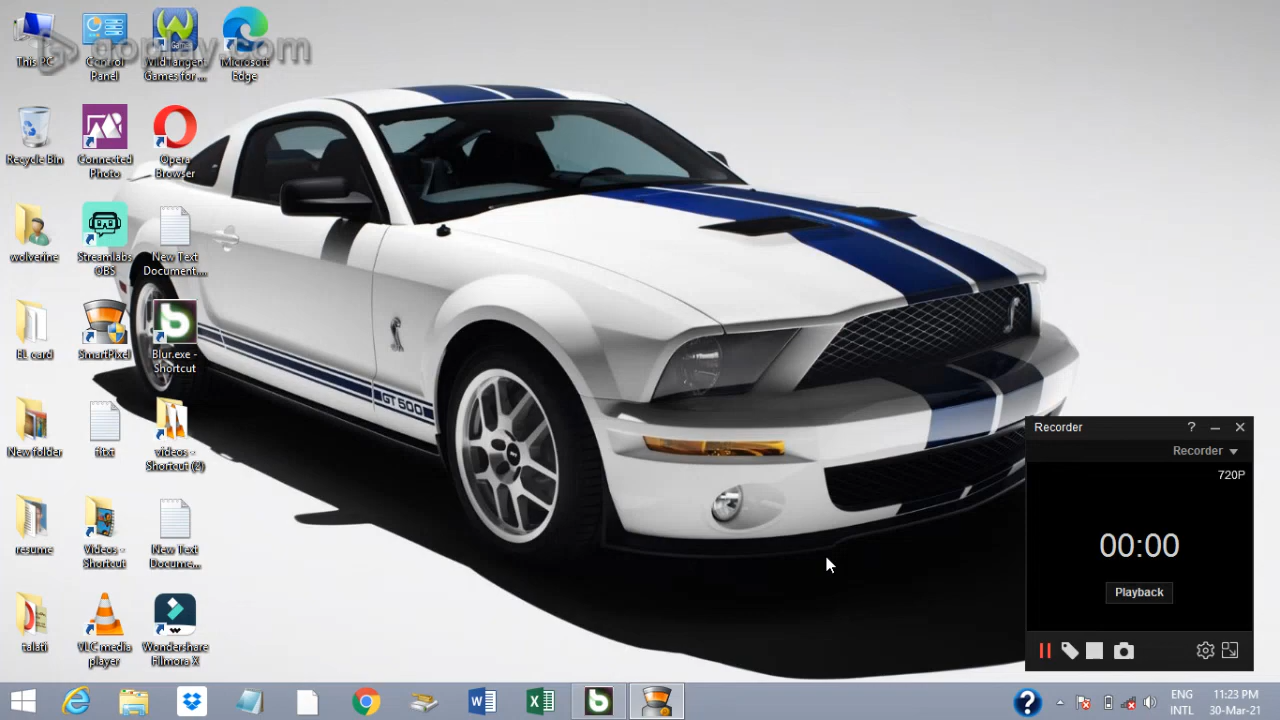 goplay.com
This PC
Control
Panel
WildTangent
Games for ...
Microsoft
Edge
Recycle Bin
Connected
Photo
Opera
Browser
wolverine
Streamlabs
OBS
New Text
Document....
EL card
SmartPixel
Blur.exe -
Shortcut
New folder
videos -
Shortcut (2)
resume
Videos -
Shortcut
New Text
Docume...
talati
VLC media
player
Wondershare
Filmora X
GT 500
Recorder
Recorder
720P
00:00
Playback
ENG
INTL
11:23 PM
30-Mar-21